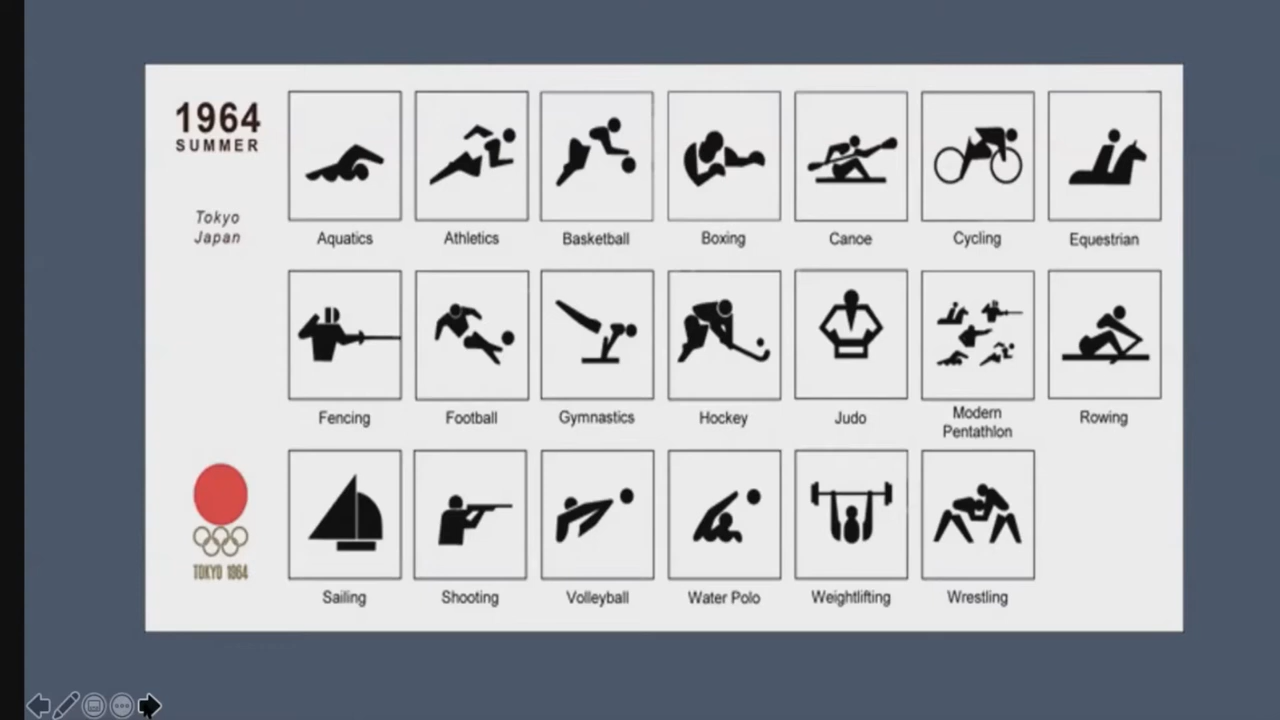 1964
SUMMER
Tokyo
Japan
Aquatics
Athletics
Basketball
Boxing
Canoe
Cycling
Equestrian
Fencing
Football
Gymnastics
Hockey
Judo
Modern
Pentathlon
Rowing
TOKYO 1964
Sailing
Shooting
Volleyball
Water Polo
Weightlifting
Wrestling